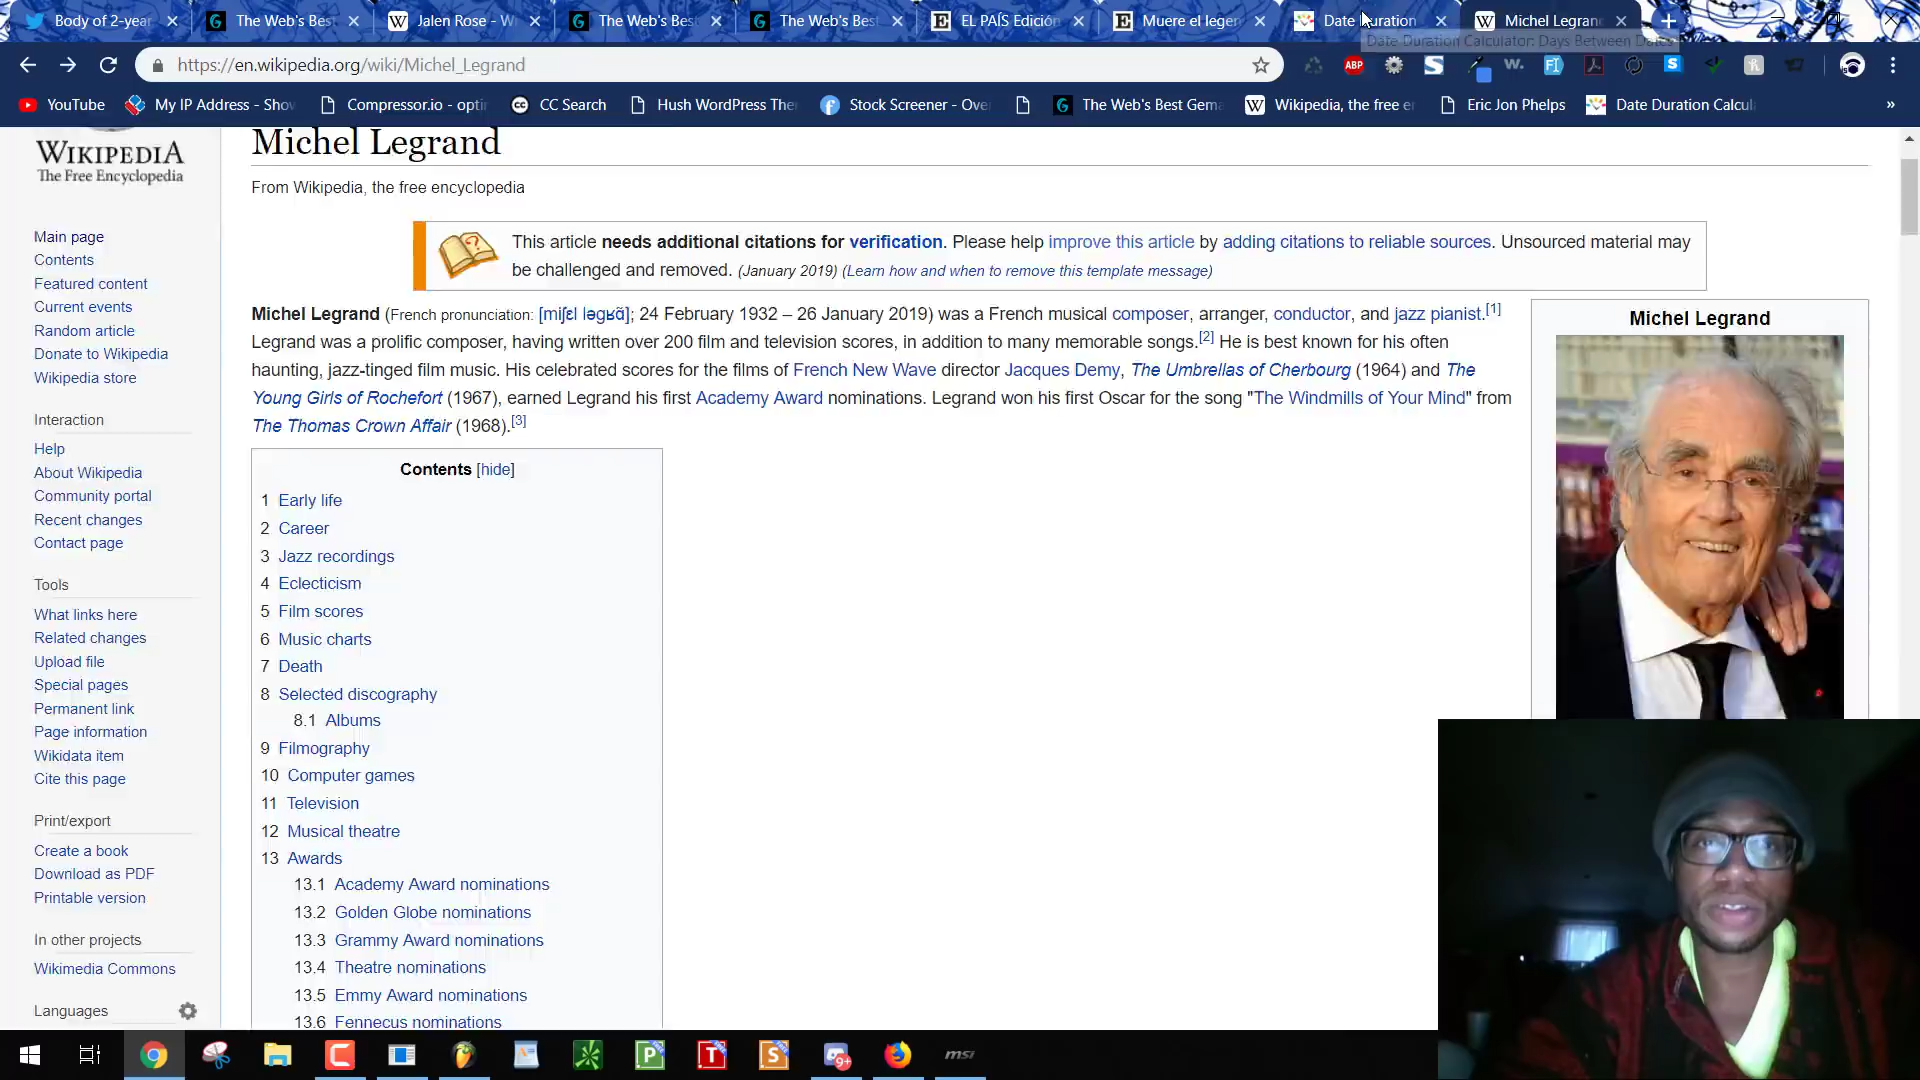 Body of 2-year
The Web's Bes
Jalen Rose - W
The Web's Bes
The Web's Bes
EL PAÍS Edición
Muere el legen
Date Duration
Michel Legran
Date Duration Calculator: Days Between Dates
https://en.wikipedia.org/wiki/Michel_Legrand
ABP
YouTube
My IP Address - Sho
Compressor.io - opti
CC Search
Hush WordPress The
Stock Screener - Ove
The Web's Best Gema
Wikipedia, the free e
Eric Jon Phelps
Date Duration Calcul
»
WIKIPEDIA
The Free Encyclopedia
Main page
Contents
Featured content
Current events
Random article
Donate to Wikipedia
Wikipedia store
Interaction
Help
About Wikipedia
Community portal
Recent changes
Contact page
Tools
What links here
Related changes
Upload file
Special pages
Permanent link
Page information
Wikidata item
Cite this page
Print/export
Create a book
Download as PDF
Printable version
In other projects
Wikimedia Commons
Languages
Michel Legrand
From Wikipedia, the free encyclopedia
This article needs additional citations for verification. Please help improve this article by adding citations to reliable sources. Unsourced material may
be challenged and removed. (January 2019) (Learn how and when to remove this template message)
Michel Legrand (French pronunciation: [miʃɛl ləɡʁɑ̃]; 24 February 1932 – 26 January 2019) was a French musical composer, arranger, conductor, and jazz pianist.[1]
Legrand was a prolific composer, having written over 200 film and television scores, in addition to many memorable songs.[2] He is best known for his often
haunting, jazz-tinged film music. His celebrated scores for the films of French New Wave director Jacques Demy, The Umbrellas of Cherbourg (1964) and The
Young Girls of Rochefort (1967), earned Legrand his first Academy Award nominations. Legrand won his first Oscar for the song "The Windmills of Your Mind" from
The Thomas Crown Affair (1968).[3]
Michel Legrand
Contents [hide]
1 Early life
2 Career
3 Jazz recordings
4 Eclecticism
5 Film scores
6 Music charts
7 Death
8 Selected discography
8.1 Albums
9 Filmography
10 Computer games
11 Television
12 Musical theatre
13 Awards
13.1 Academy Award nominations
13.2 Golden Globe nominations
13.3 Grammy Award nominations
13.4 Theatre nominations
13.5 Emmy Award nominations
13.6 Fennecus nominations
9+
msi